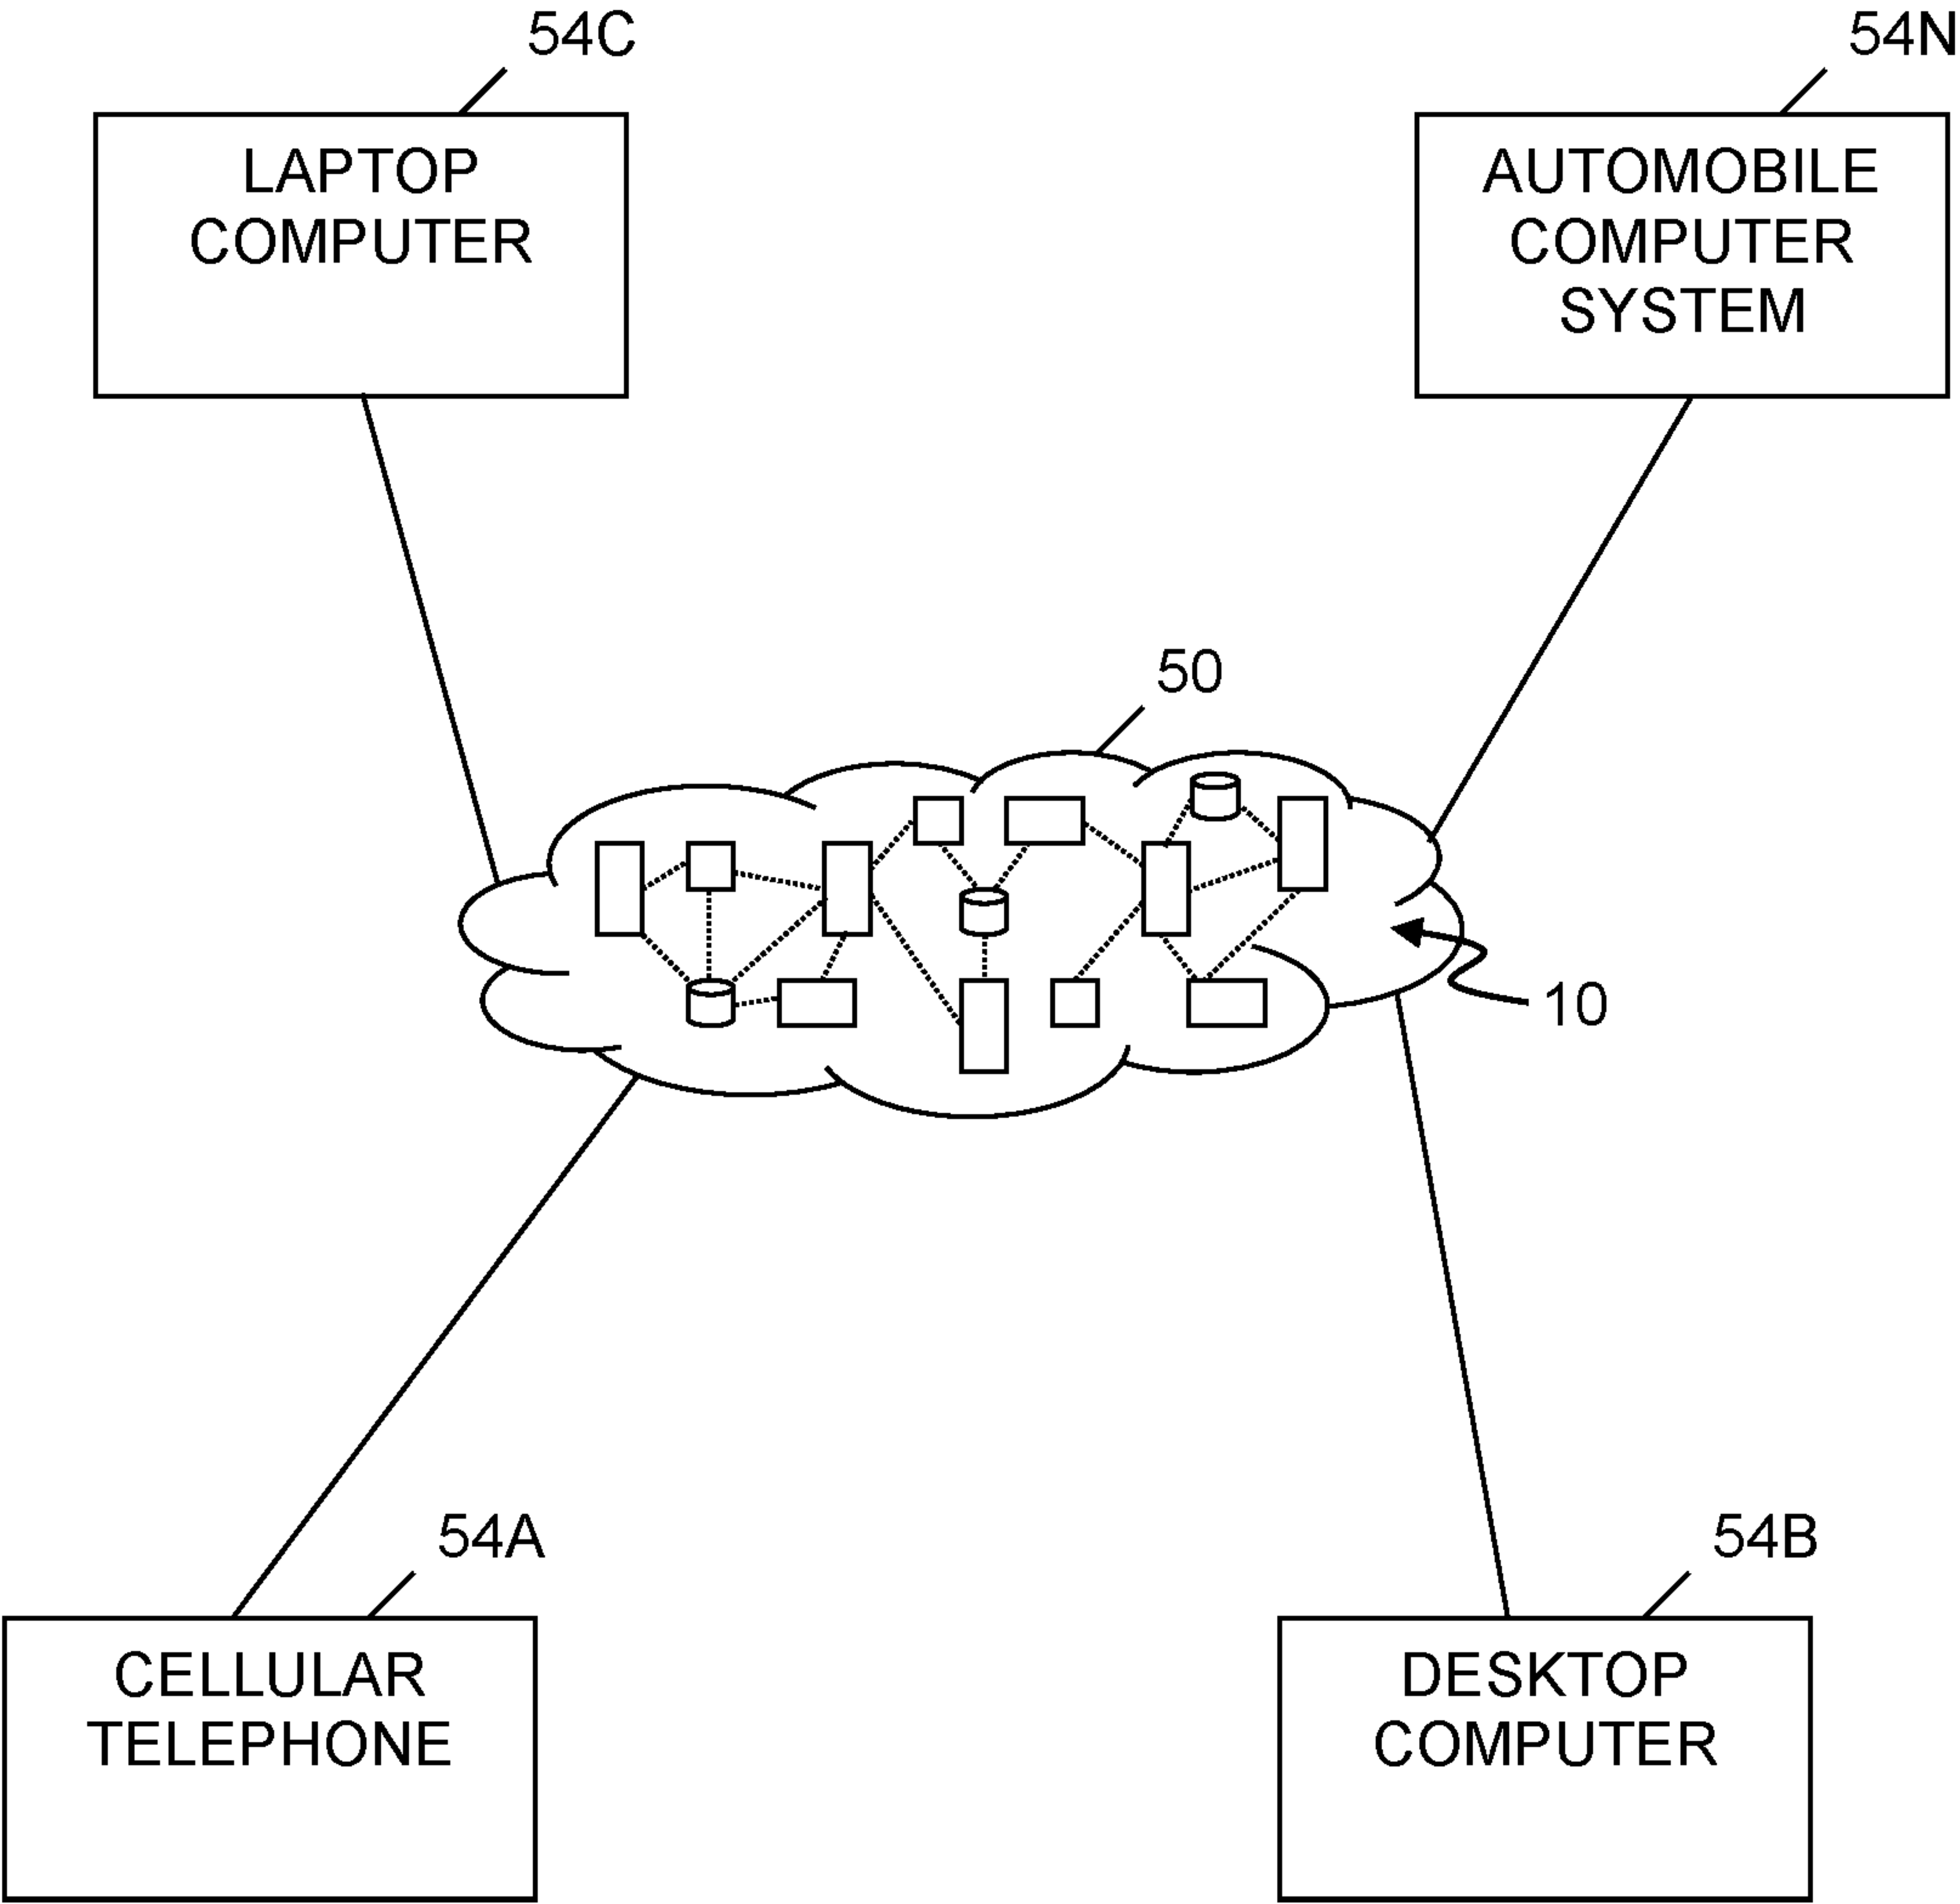 54C
54N
LAPTOP
COMPUTER
AUTOMOBILE
COMPUTER
SYSTEM
50
10
54A
54B
CELLULAR
TELEPHONE
DESKTOP
COMPUTER